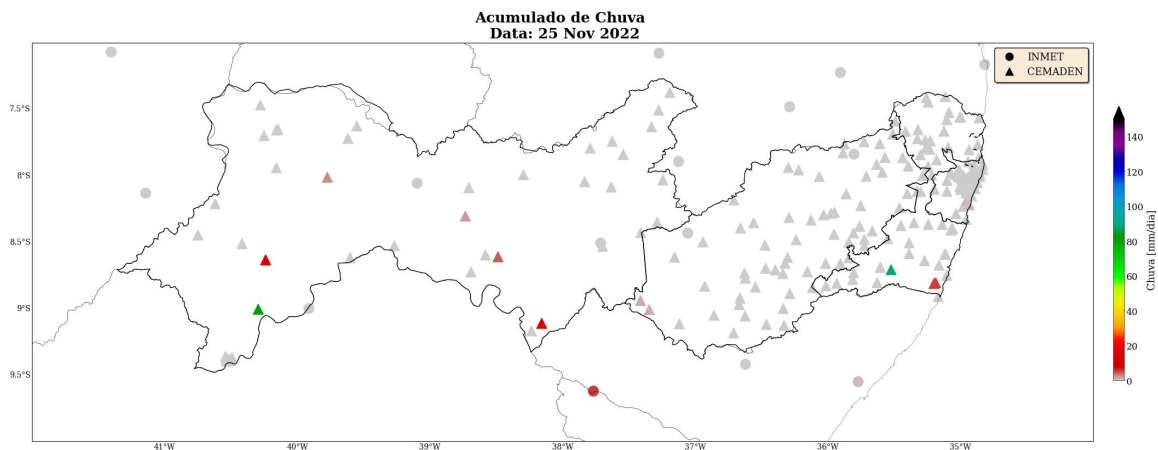 Acumulado de Chuva
Data: 25 Nov 2022
INMET
CEMADEN
7.5°S
8°S
8.5°S
9°S
9.5°S
41°W
40°W
39°W
38°W
37°W
36°W
35°W
140
120
100
80
60
40
20
0
Chuva [mm/dia]